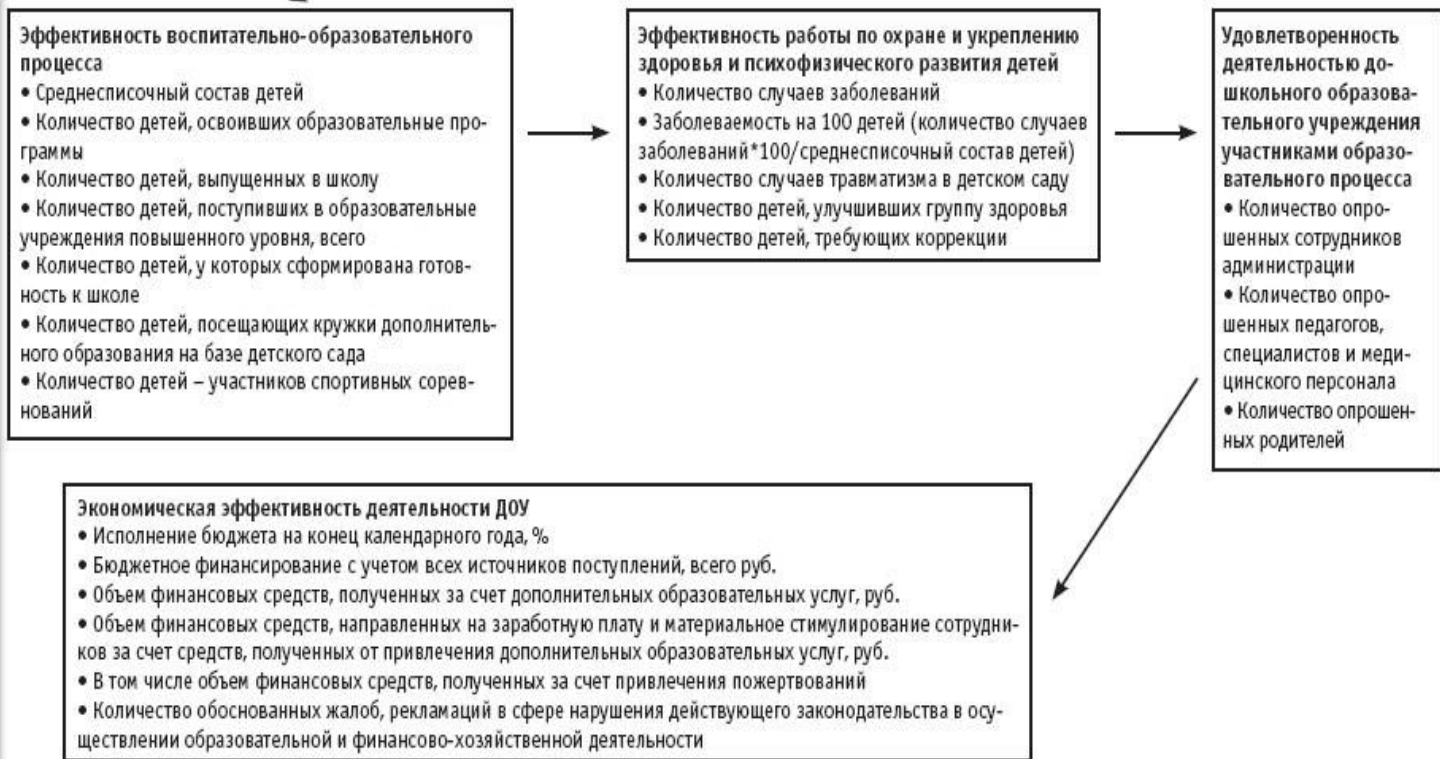 Эффективность воспитательно-образовательного
процесса
• Среднесписочный состав детей
• Количество детей, освоивших образовательные про-
граммы
• Количество детей, выпущенных в школу
• Количество детей, поступивших в образовательные
учреждения повышенного уровня, всего
• Количество детей, у которых сформирована готов-
ность к школе
• Количество детей, посещающих кружки дополнитель-
ного образования на базе детского сада
• Количество детей – участников спортивных сорев-
нований
Эффективность работы по охране и укреплению
здоровья и психофизического развития детей
• Количество случаев заболеваний
• Заболеваемость на 100 детей (количество случаев
заболеваний*100/среднесписочный состав детей)
• Количество случаев травматизма в детском саду
• Количество детей, улучшивших группу здоровья
• Количество детей, требующих коррекции
Удовлетворенность
деятельностью до-
школьного образова-
тельного учреждения
участниками образо-
вательного процесса
• Количество опро-
шенных сотрудников
администрации
• Количество опро-
шенных педагогов,
специалистов и меди-
цинского персонала
• Количество опрошен-
ных родителей
Экономическая эффективность деятельности ДОУ
• Исполнение бюджета на конец календарного года, %
• Бюджетное финансирование с учетом всех источников поступлений, всего руб.
• Объем финансовых средств, полученных за счет дополнительных образовательных услуг, руб.
• Объем финансовых средств, направленных на заработную плату и материальное стимулирование сотрудни-
ков за счет средств, полученных от привлечения дополнительных образовательных услуг, руб.
• В том числе объем финансовых средств, полученных за счет привлечения пожертвований
• Количество обоснованных жалоб, рекламаций в сфере нарушения действующего законодательства в осу-
ществлении образовательной и финансово-хозяйственной деятельности